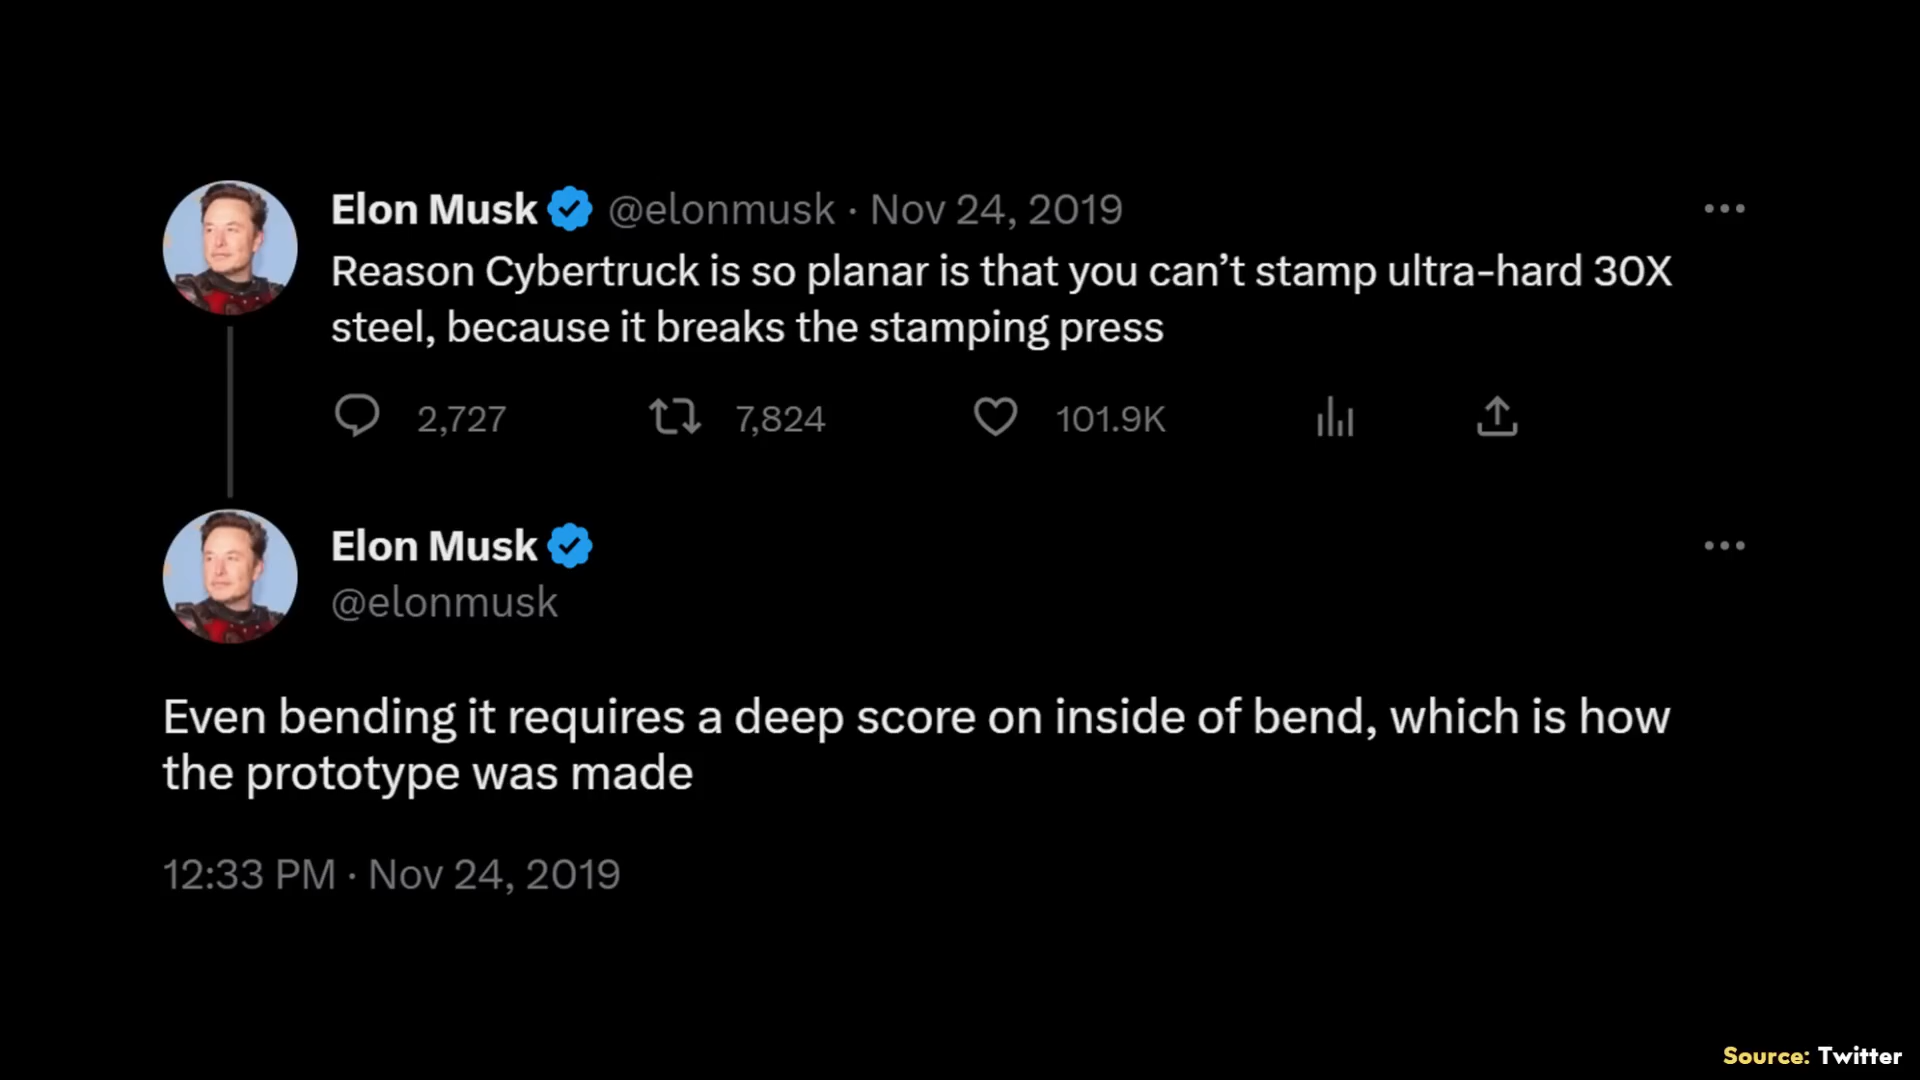 Elon Musk @elonmusk · Nov 24, 2019
Reason Cybertruck is so planar is that you can’t stamp ultra-hard 30X
steel, because it breaks the stamping press
2,727 7,824 101.9K
Elon Musk
@elonmusk
Even bending it requires a deep score on inside of bend, which is how
the prototype was made
12:33 PM · Nov 24, 2019
Source: Twitter